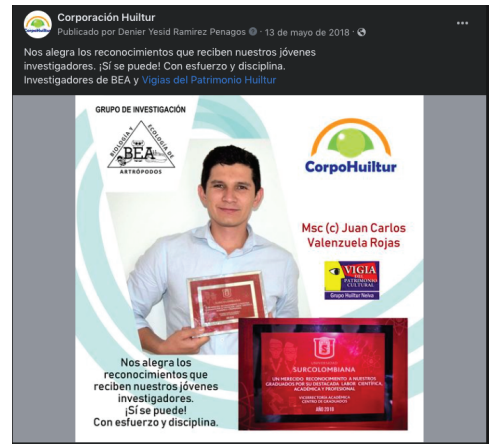 Corporación Huiltur
Publicado por Denier Yesid Ramirez Penagos · 13 de mayo de 2018 ·
Nos alegra los reconocimientos que reciben nuestros jóvenes
investigadores. ¡Sí se puede! Con esfuerzo y disciplina.
Investigadores de BEA y Vigias del Patrimonio Huiltur
GRUPO DE INVESTIGACIÓN
BIOLOGÍA Y ECOLOGÍA DE
BEA
ARTRÓPODOS
CorpoHuiltur
Msc (c) Juan Carlos
Valenzuela Rojas
VIGIA
DEL
PATRIMONIO
CULTURAL
Grupo Huiltur Neiva
Nos alegra los
reconocimientos que
reciben nuestros jóvenes
investigadores.
¡Sí se puede!
Con esfuerzo y disciplina.
SURCOLOMBIANA
UN MERECIDO RECONOCIMIENTO A NUESTROS
GRADUADOS POR SU DESTACADA LABOR CIENTÍFICA,
ACADÉMICA Y PROFESIONAL
VICERRECTORÍA ACADÉMICA
CENTRO DE GRADUADOS
AÑO 2018